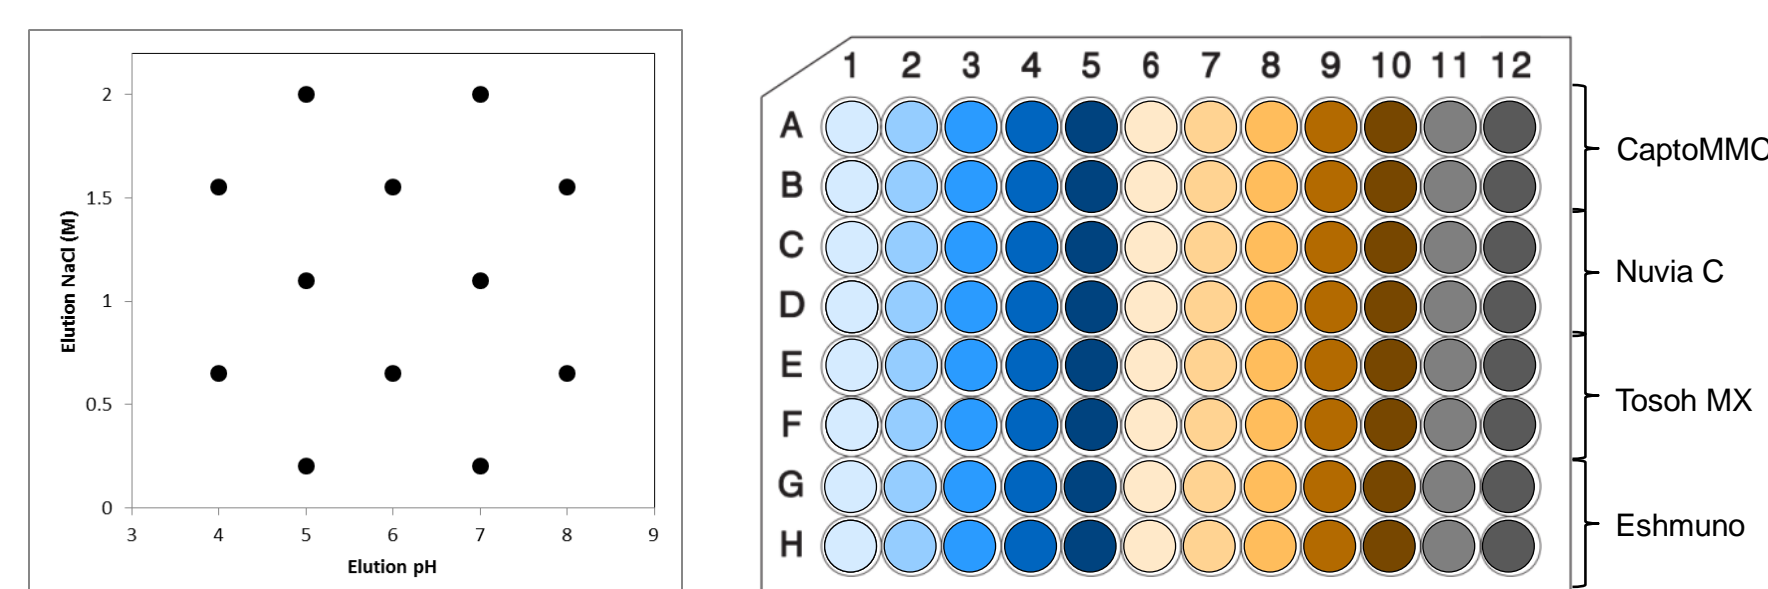 2
1.5
1
0.5
0
3 4 5 6 7 8 9
Elution NaCl (M)
Elution pH
1 2 3 4 5 6 7 8 9 10 11 12
A
B
C
D
E
F
G
H
CaptoMMC
Nuvia C
Tosoh MX
Eshmuno